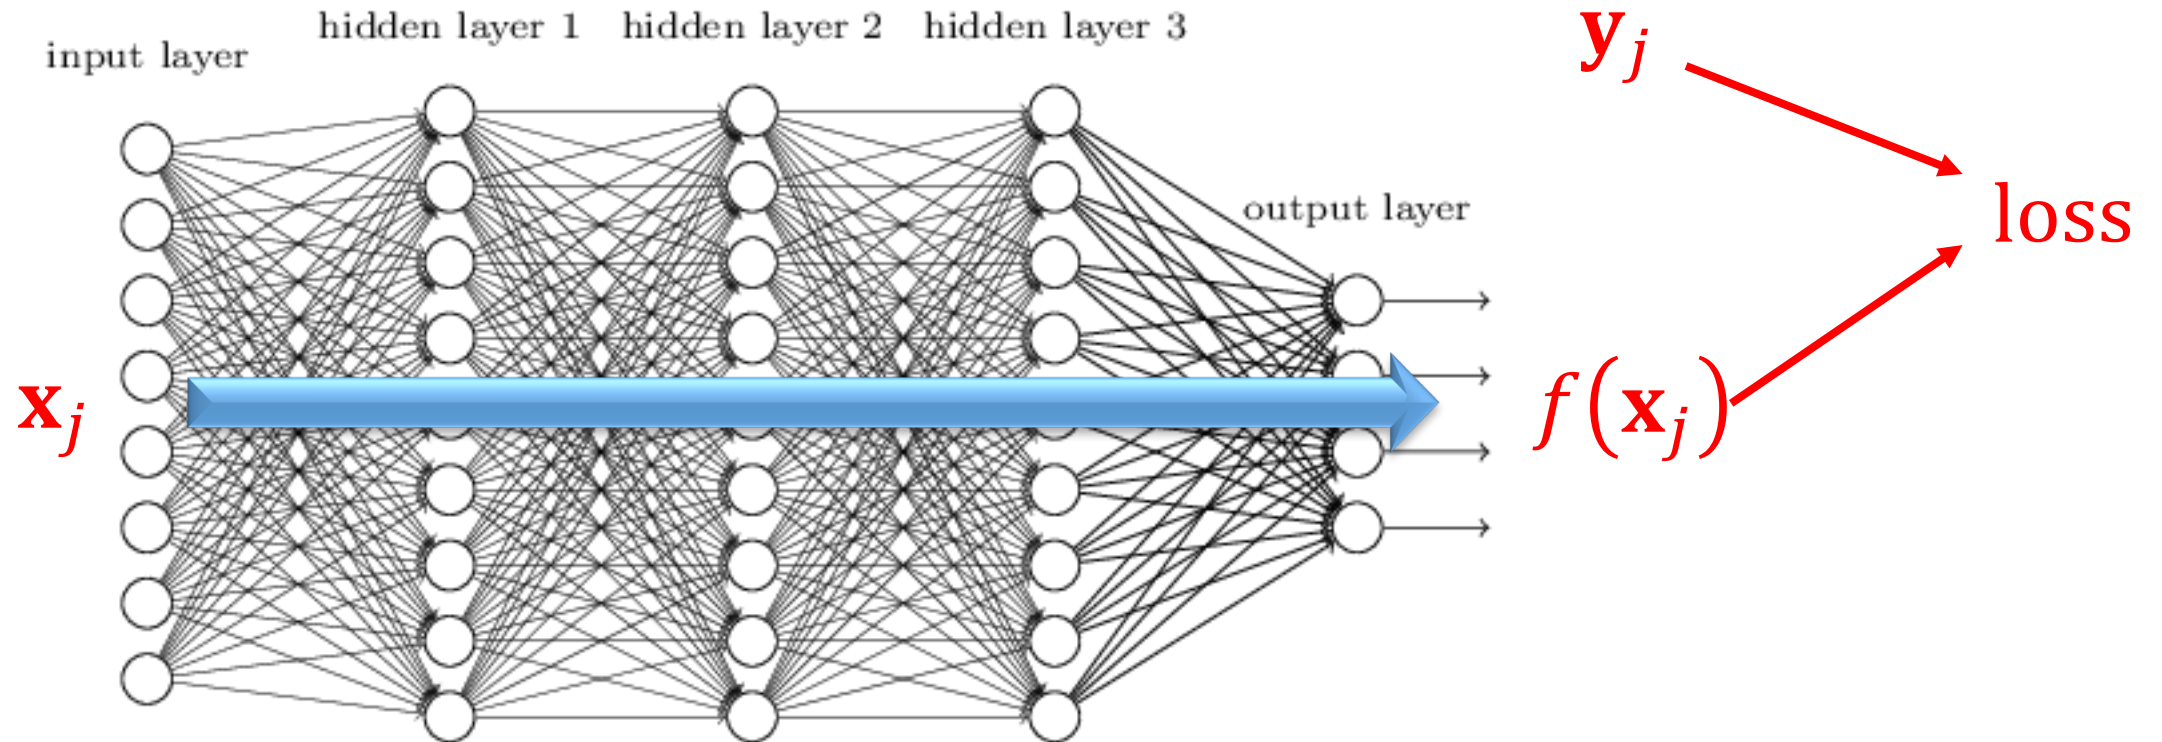 input layer
hidden layer 1
hidden layer 2
hidden layer 3
output layer
𝐱ⱼ
f(𝐱ⱼ)
𝐲ⱼ
loss